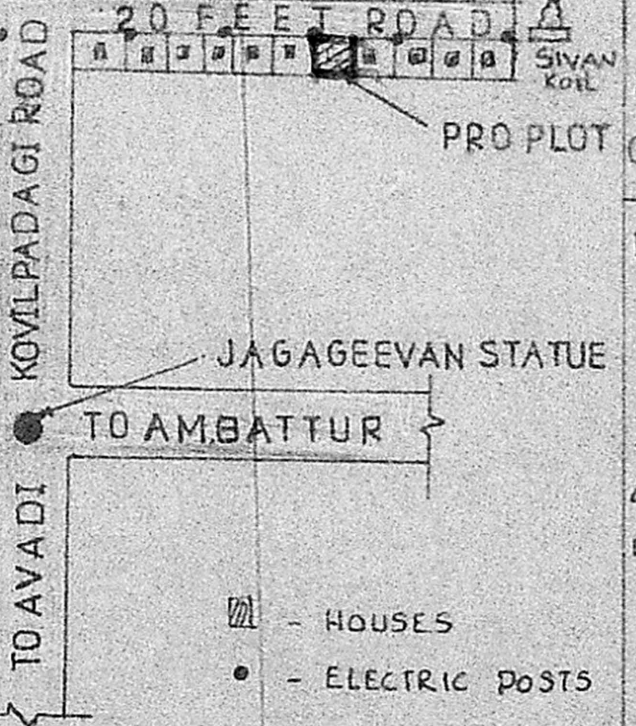 20 FEET ROAD
SIVAN
KOIL
PRO PLOT
KOVILPADAGI ROAD
JAGAGEEVAN STATUE
TO AMBATTUR
TO AVADI
- HOUSES
- ELECTRIC POSTS